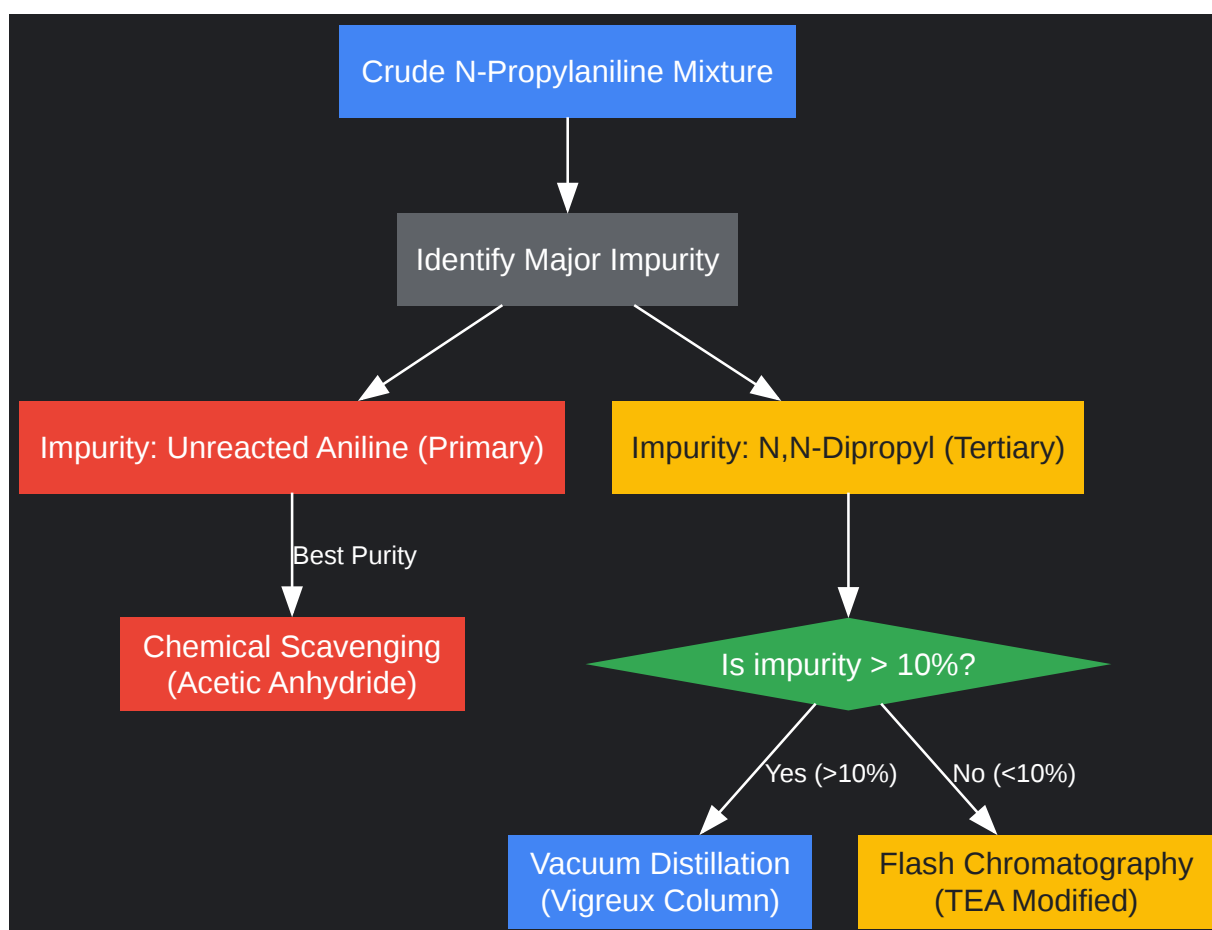 Crude N-Propylaniline Mixture
Identify Major Impurity
Impurity: Unreacted Aniline (Primary)
Impurity: N,N-Dipropyl (Tertiary)
Best Purity
Chemical Scavenging
(Acetic Anhydride)
Is impurity > 10%?
Yes (>10%)
No (<10%)
Vacuum Distillation
(Vigreux Column)
Flash Chromatography
(TEA Modified)